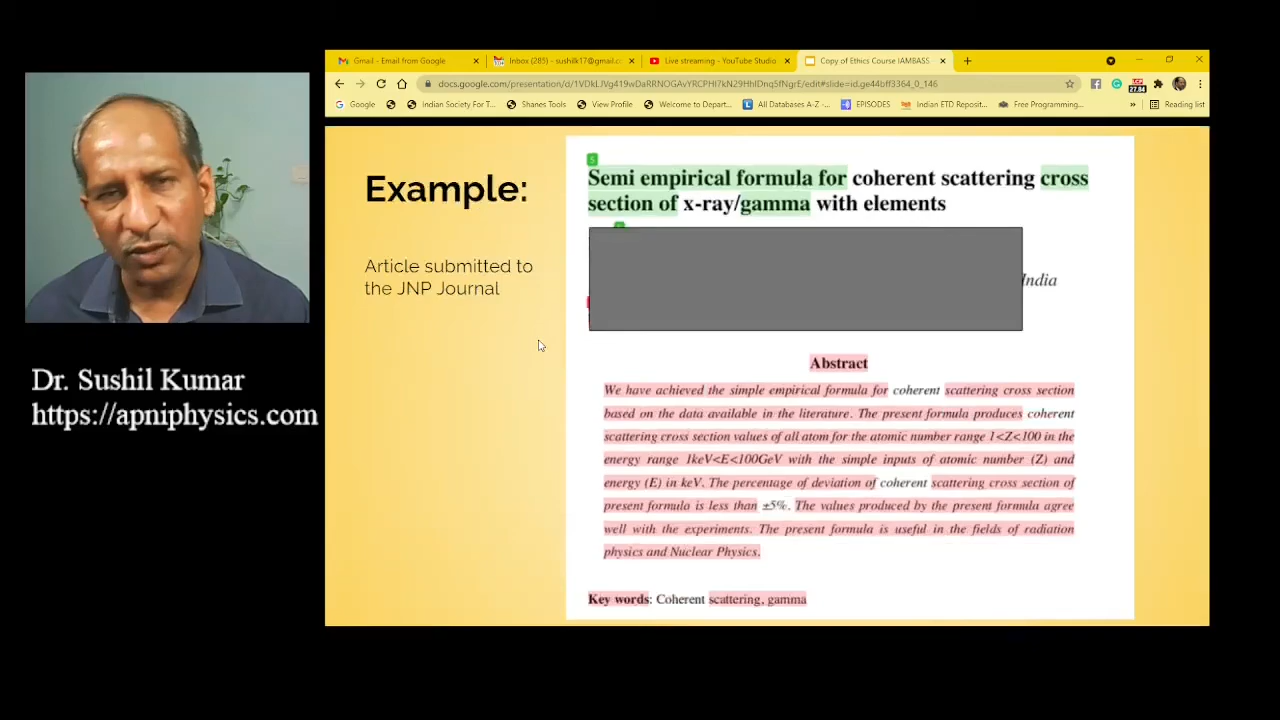 Gmail - Email from Google
Live streaming - YouTube Studio
Copy of Ethics Course IAMBASS
Google
Indian Society For T...
Shanes Tools
View Profile
Welcome to Depart...
All Databases A-Z -...
EPISODES
Indian ETD Reposit...
Free Programming...
»
Reading list
Example:
Article submitted to
the JNP Journal
Semi empirical formula for coherent scattering cross
section of x-ray/gamma with elements
India
Abstract
We have achieved the simple empirical formula for coherent scattering cross section
based on the data available in the literature. The present formula produces coherent
scattering cross section values of all atom for the atomic number range 1<Z<100 in the
energy range 1keV<E<100GeV with the simple inputs of atomic number (Z) and
energy (E) in keV. The percentage of deviation of coherent scattering cross section of
present formula is less than ±5%. The values produced by the present formula agree
well with the experiments. The present formula is useful in the fields of radiation
physics and Nuclear Physics.
Key words: Coherent scattering, gamma
Dr. Sushil Kumar
https://apniphysics.com